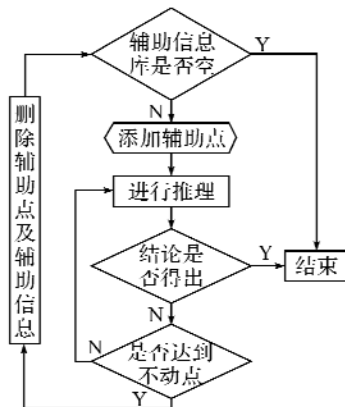 辅助信息
库是否空
Y
N
添加辅助点
进行推理
结论是
否得出
Y
结束
N
是否达到
不动点
N
Y
删除辅助点及辅助信息